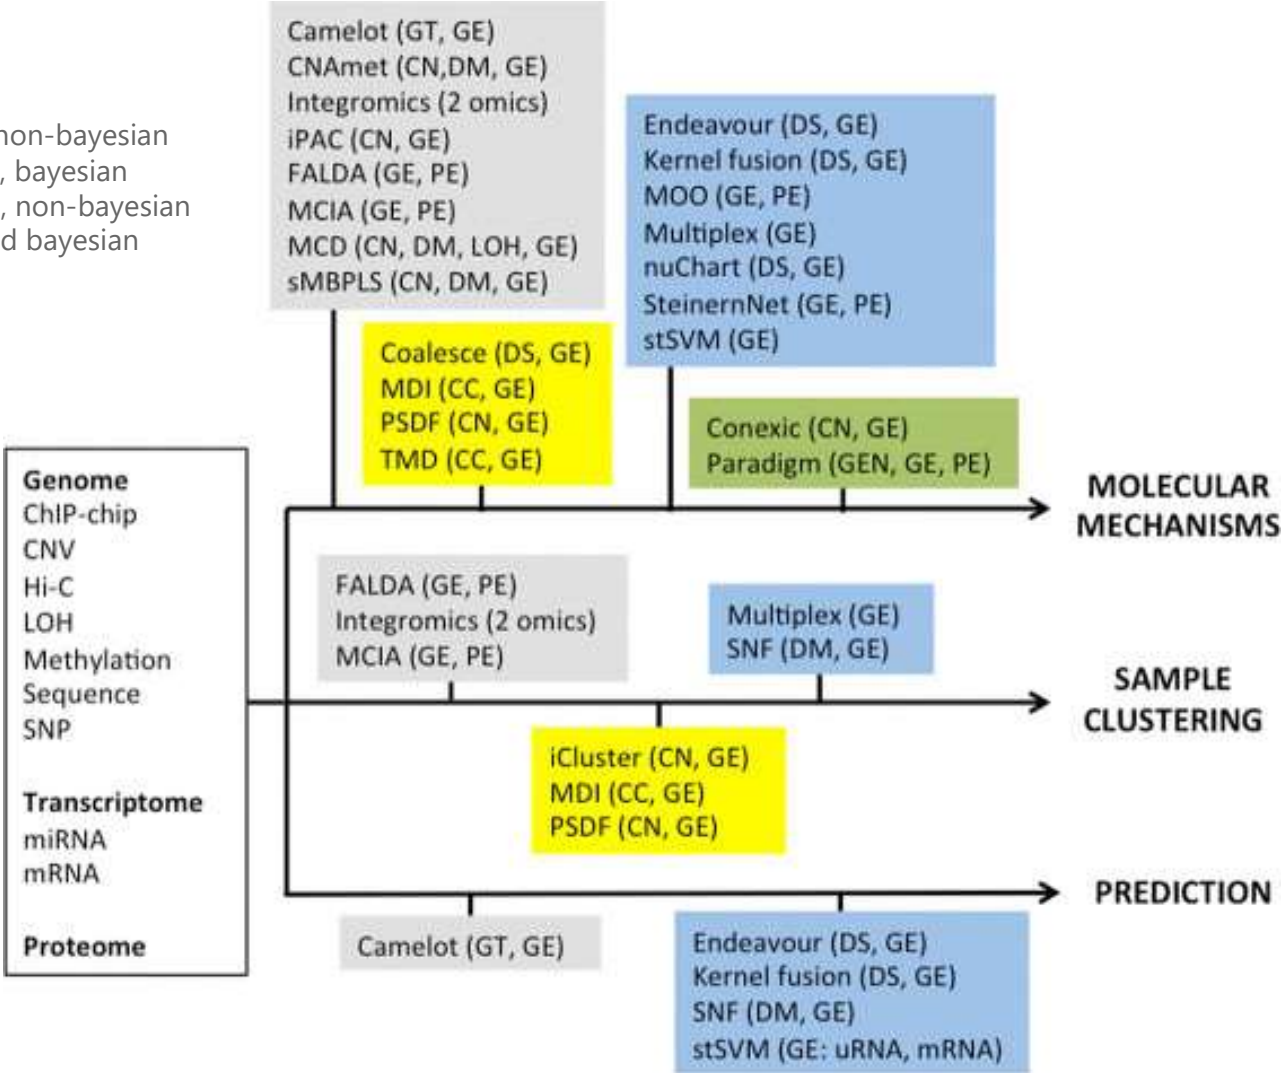 Camelot (GT, GE)
CNAmet (CN,DM, GE)
Integromics (2 omics)
iPAC (CN, GE)
FALDA (GE, PE)
MCIA (GE, PE)
MCD (CN, DM, LOH, GE)
sMBPLS (CN, DM, GE)
non-bayesian
, bayesian
, non-bayesian
d bayesian
Endeavour (DS, GE)
Kernel fusion (DS, GE)
MOO (GE, PE)
Multiplex (GE)
nuChart (DS, GE)
SteinernNet (GE, PE)
stSVM (GE)
Coalesce (DS, GE)
MDI (CC, GE)
PSDF (CN, GE)
TMD (CC, GE)
Conexic (CN, GE)
Paradigm (GEN, GE, PE)
MOLECULAR
MECHANISMS
Genome
ChIP-chip
CNV
Hi-C
LOH
Methylation
Sequence
SNP
Transcriptome
miRNA
mRNA
Proteome
FALDA (GE, PE)
Integromics (2 omics)
MCIA (GE, PE)
Multiplex (GE)
SNF (DM, GE)
SAMPLE
CLUSTERING
iCluster (CN, GE)
MDI (CC, GE)
PSDF (CN, GE)
PREDICTION
Camelot (GT, GE)
Endeavour (DS, GE)
Kernel fusion (DS, GE)
SNF (DM, GE)
stSVM (GE: uRNA, mRNA)